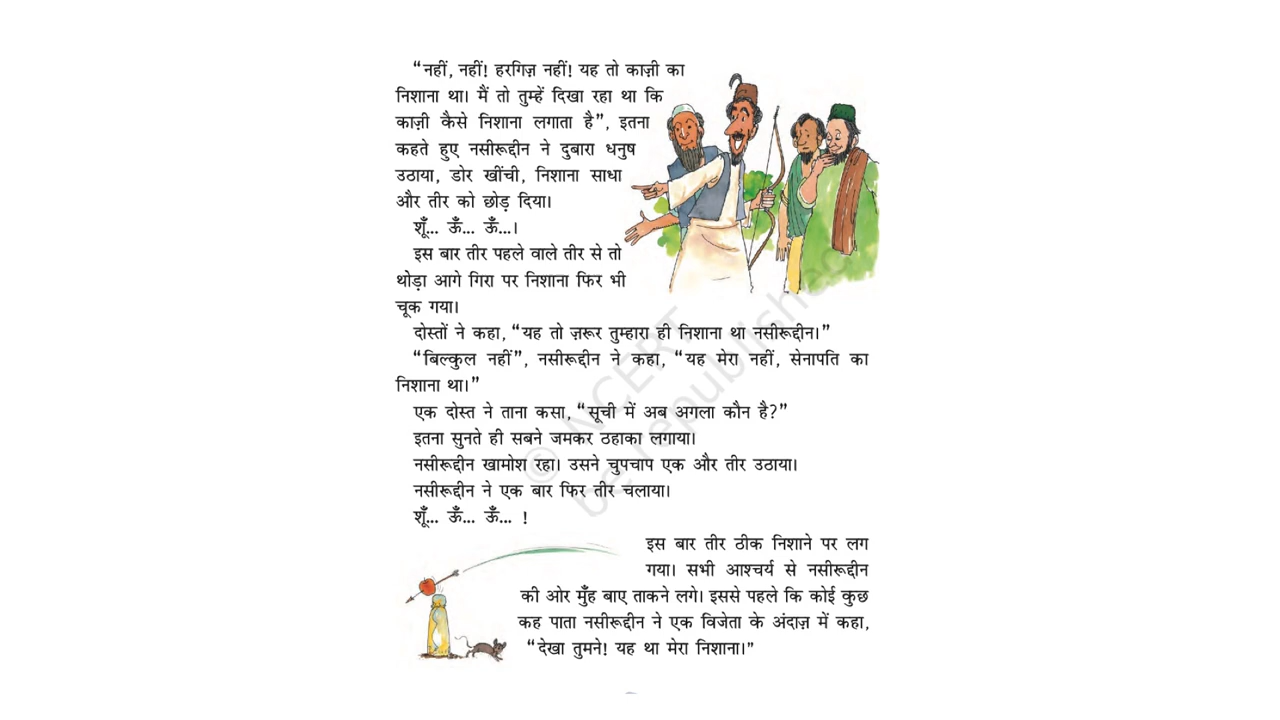 “नहीं, नहीं! हरगिज़ नहीं! यह तो काज़ी का
निशाना था। मैं तो तुम्हें दिखा रहा था कि
काज़ी कैसे निशाना लगाता है”, इतना
कहते हुए नसीरूद्दीन ने दुबारा धनुष
उठाया, डोर खींची, निशाना साधा
और तीर को छोड़ दिया।
शूँ... ऊँ... ऊँ...।
इस बार तीर पहले वाले तीर से तो
थोड़ा आगे गिरा पर निशाना फिर भी
चूक गया।
दोस्तों ने कहा, “यह तो ज़रूर तुम्हारा ही निशाना था नसीरूद्दीन।”
“बिल्कुल नहीं”, नसीरूद्दीन ने कहा, “यह मेरा नहीं, सेनापति का
निशाना था।”
एक दोस्त ने ताना कसा, “सूची में अब अगला कौन है?”
इतना सुनते ही सबने जमकर ठहाका लगाया।
नसीरूद्दीन खामोश रहा। उसने चुपचाप एक और तीर उठाया।
नसीरूद्दीन ने एक बार फिर तीर चलाया।
शूँ... ऊँ... ऊँ... !
इस बार तीर ठीक निशाने पर लग
गया। सभी आश्चर्य से नसीरूद्दीन
की ओर मुँह बाए ताकने लगे। इससे पहले कि कोई कुछ
कह पाता नसीरूद्दीन ने एक विजेता के अंदाज़ में कहा,
“देखा तुमने! यह था मेरा निशाना।”
© NCERT
be republished